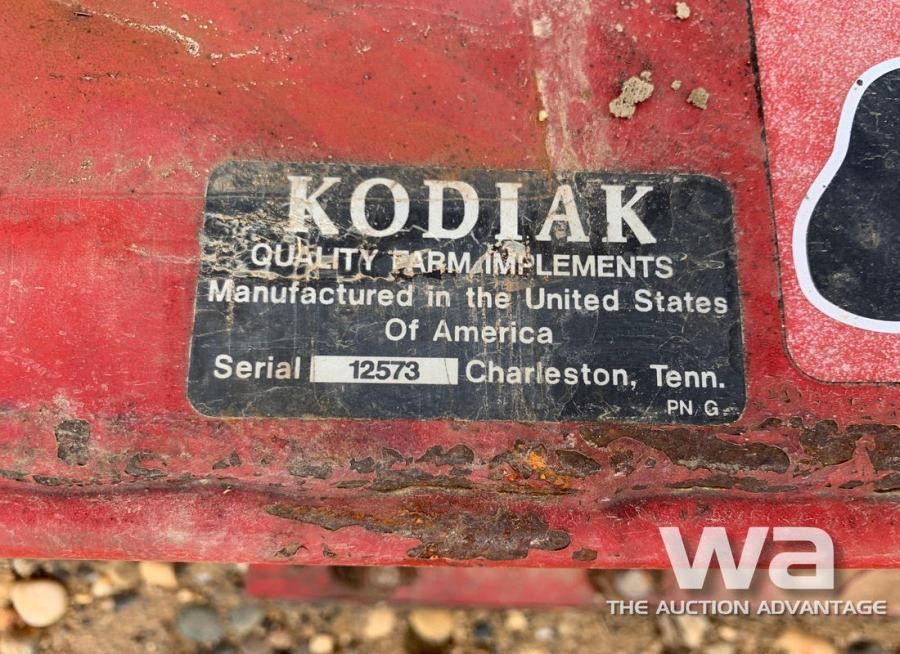 KODIAK
QUALITY FARM IMPLEMENTS
Manufactured in the United States
Of America
Serial 12573 Charleston, Tenn.
PN G
wa
THE AUCTION ADVANTAGE